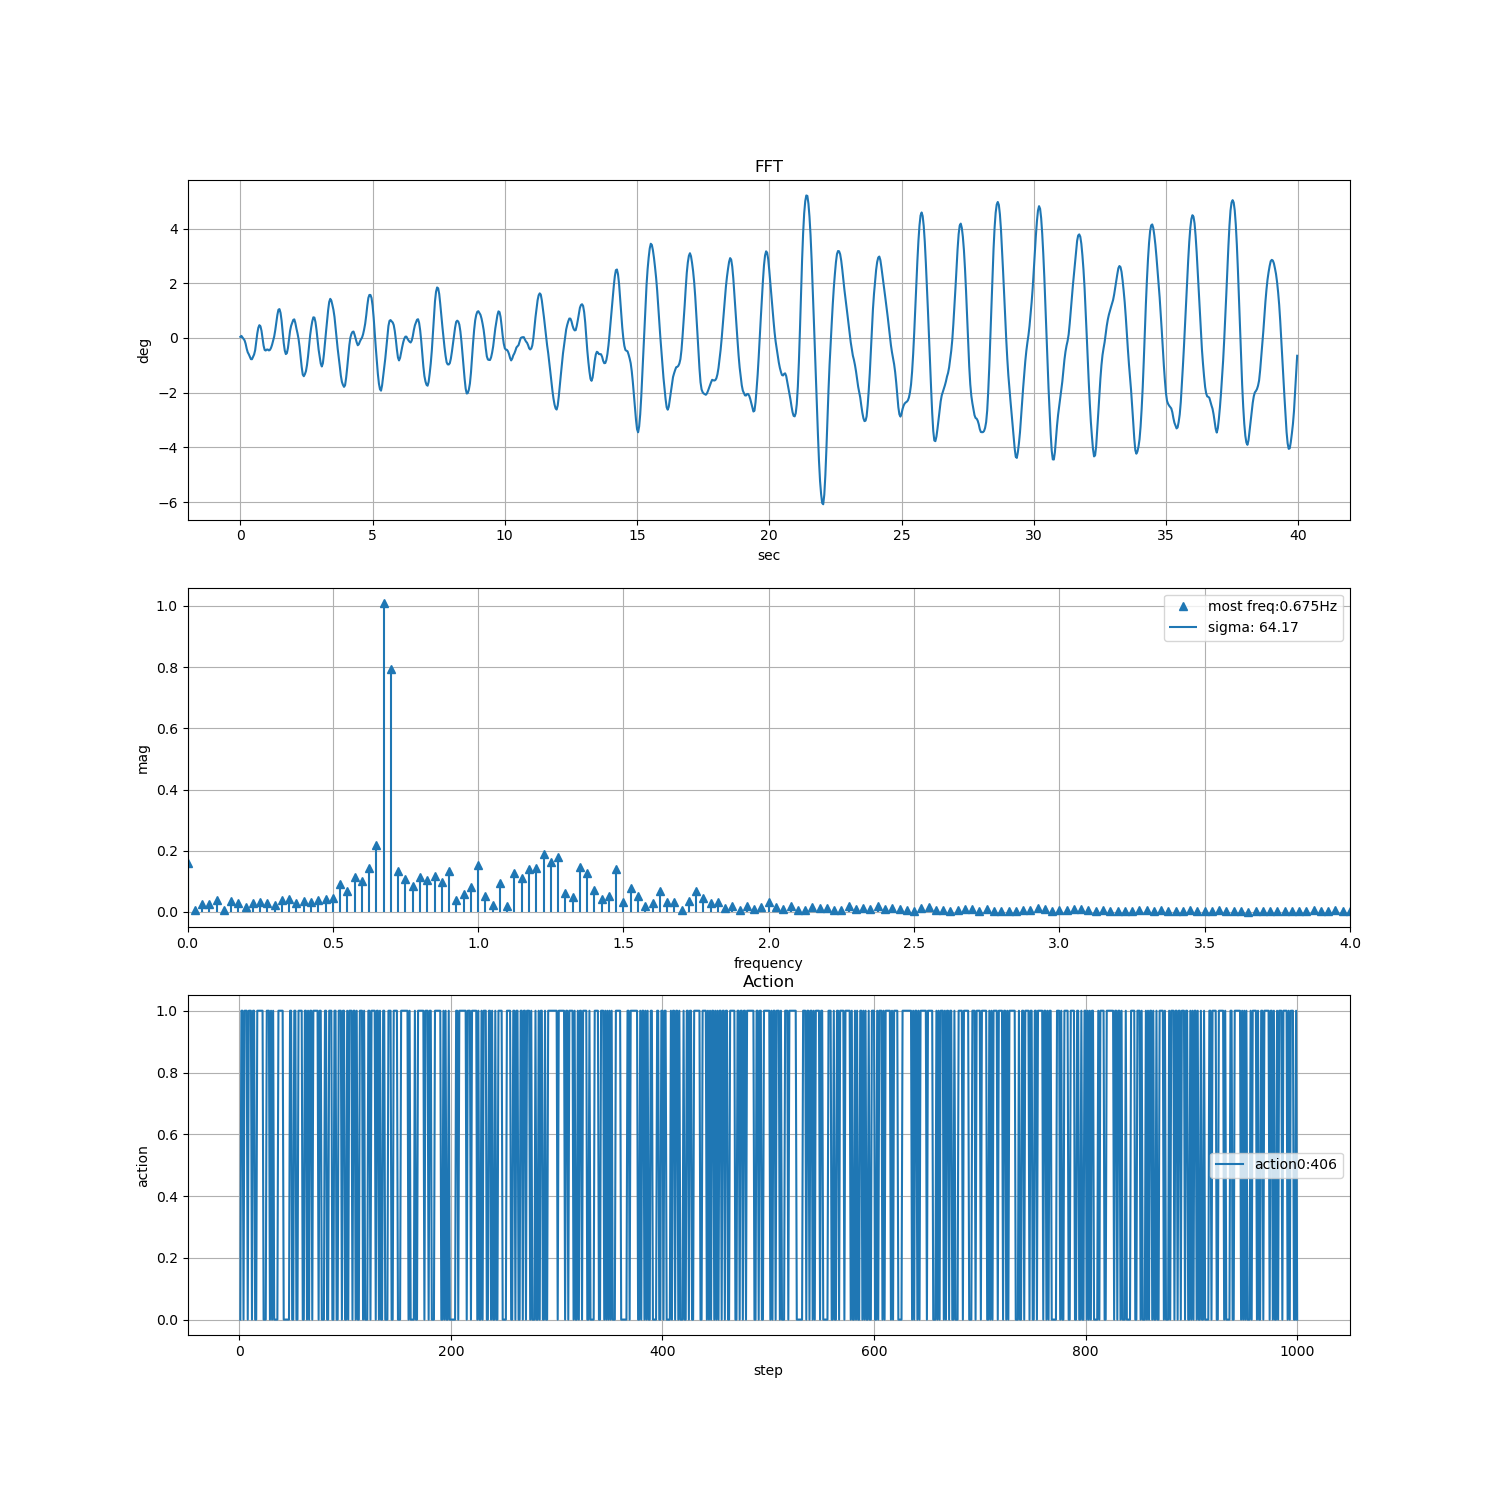 FFT
4
2
0
−2
−4
−6
deg
0 5 10 15 20 25 30 35 40
sec
1.0
0.8
0.6
0.4
0.2
0.0
mag
most freq:0.675Hz
sigma: 64.17
0.0 0.5 1.0 1.5 2.0 2.5 3.0 3.5 4.0
frequency
Action
1.0
0.8
0.6
0.4
0.2
0.0
action
action0:406
0 200 400 600 800 1000
step